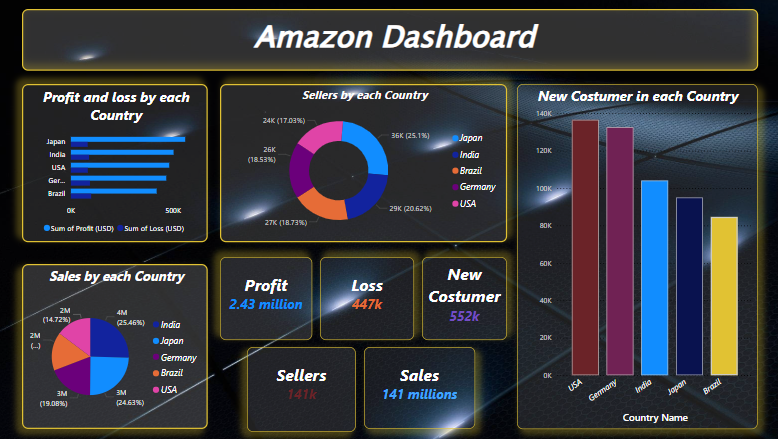 Amazon Dashboard
Profit and loss by each
Country
Japan
India
USA
Ger...
Brazil
0K
500K
Sum of Profit (USD)
Sum of Loss (USD)
Sellers by each Country
24K (17.03%)
36K (25.1%)
26K
(18.53%)
27K (18.73%)
29K (20.62%)
Japan
India
Brazil
Germany
USA
New Costumer in each Country
140K
120K
100K
80K
60K
40K
20K
0K
USA
Germany
India
Japan
Brazil
Country Name
Sales by each Country
2M
(14.72%)
4M
(25.46%)
2M
(...)
3M
(19.08%)
3M
(24.63%)
India
Japan
Germany
Brazil
USA
Profit
2.43 million
Loss
447k
New
Costumer
552k
Sellers
141k
Sales
141 millions